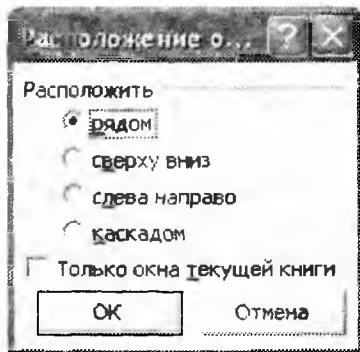 Расположение о...
Расположить
рядом
сверху вниз
слева направо
каскадом
Только окна текущей книги
ОК
Отмена